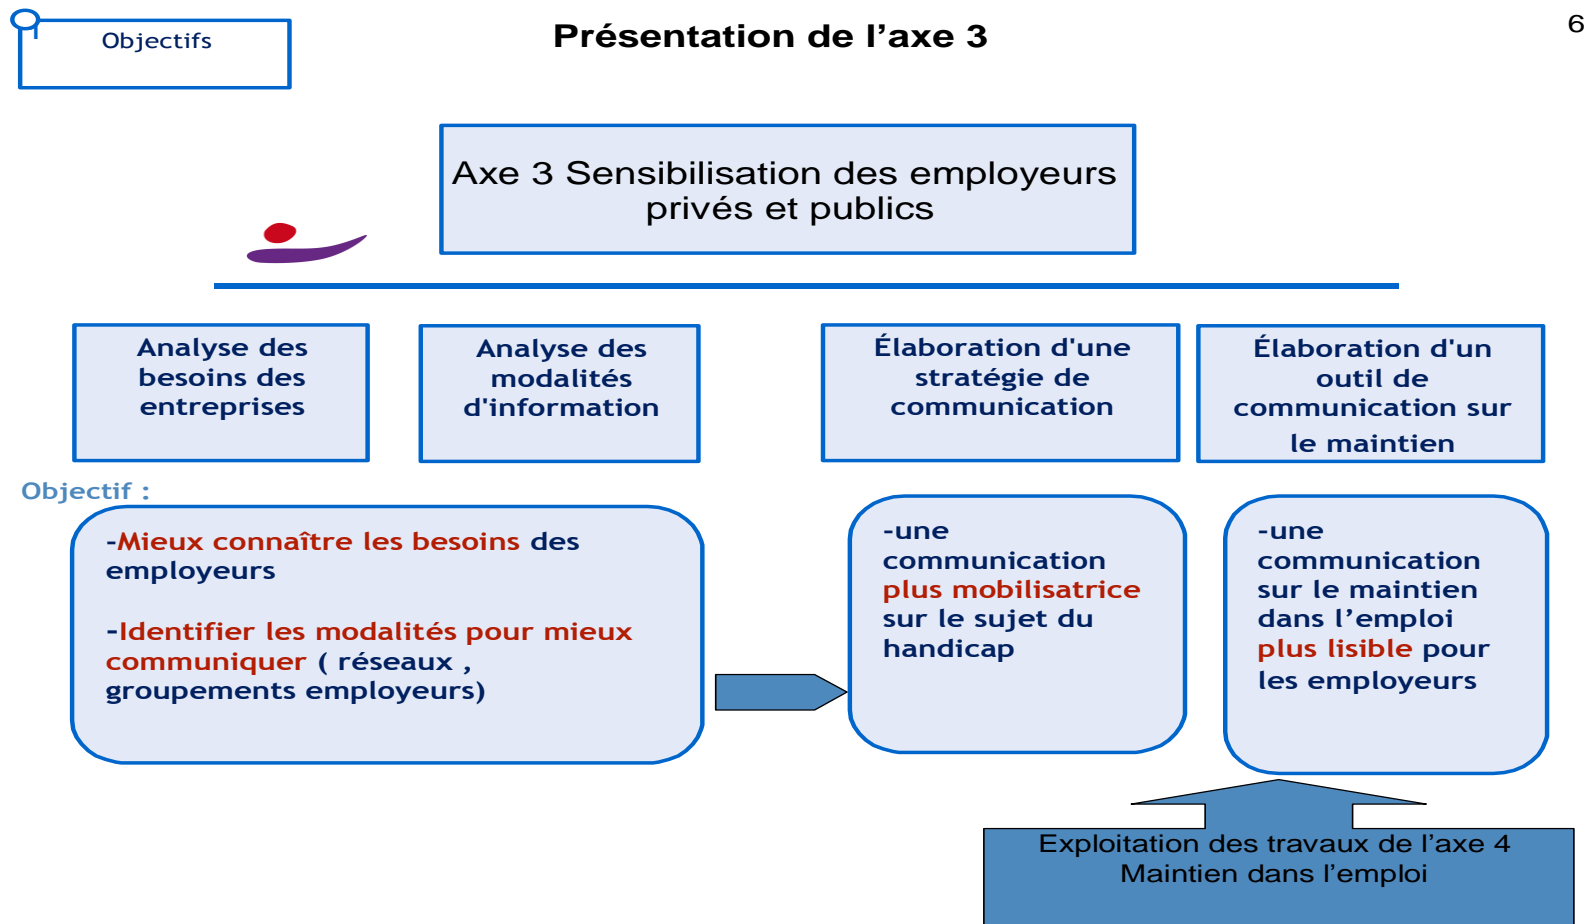 Objectifs
Présentation de l’axe 3
6
Axe 3 Sensibilisation des employeurs
privés et publics
Analyse des
besoins des
entreprises
Analyse des
modalités
d'information
Élaboration d'une
stratégie de
communication
Élaboration d'un
outil de
communication sur
le maintien
Objectif :
-Mieux connaître les besoins des
employeurs
-Identifier les modalités pour mieux
communiquer ( réseaux ,
groupements employeurs)
-une
communication
plus mobilisatrice
sur le sujet du
handicap
-une
communication
sur le maintien
dans l’emploi
plus lisible pour
les employeurs
Exploitation des travaux de l’axe 4
Maintien dans l’emploi